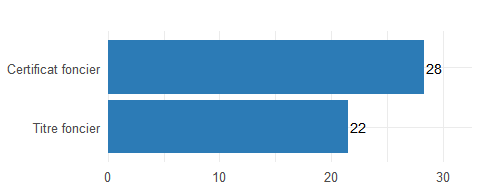 Certificat foncier 28
Titre foncier 22
0 10 20 30